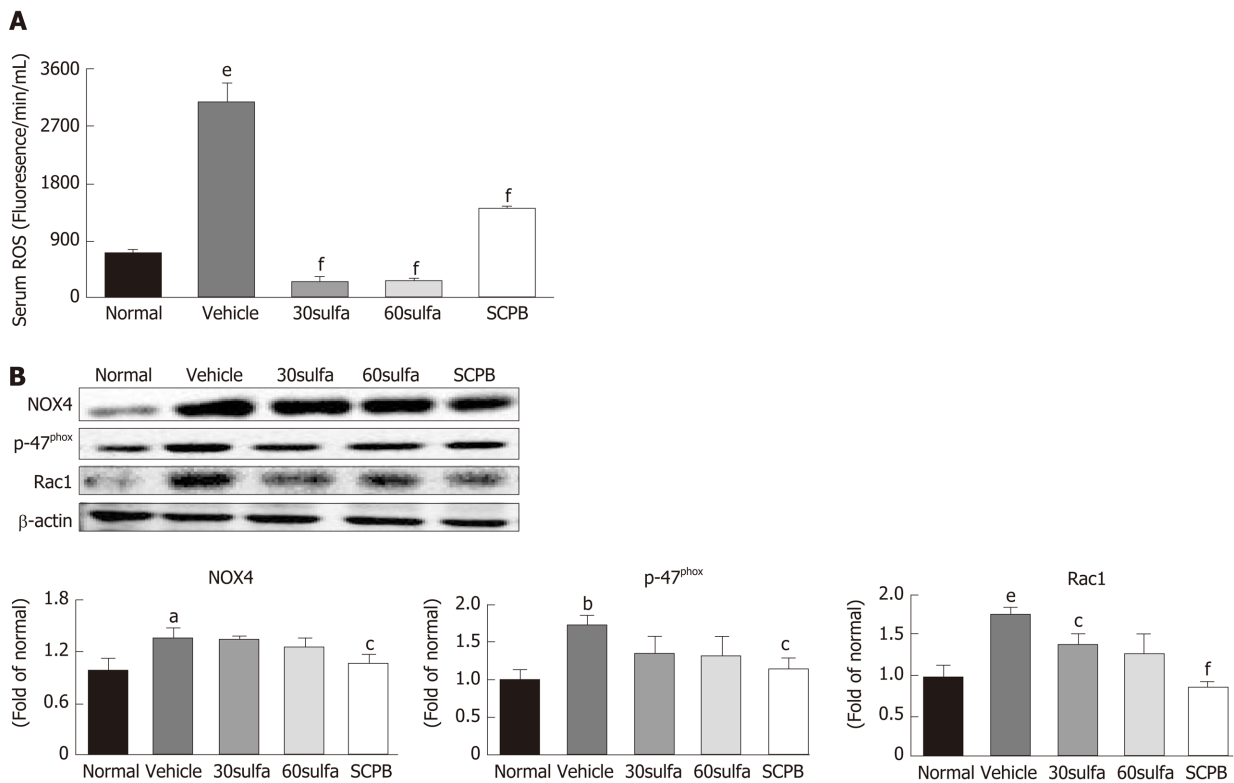 A
Serum ROS (Fluoresence/min/mL)
3600
2700
1800
900
0
e
f
f
f
Normal Vehicle 30sulfa 60sulfa SCPB
B
Normal Vehicle 30sulfa 60sulfa SCPB
NOX4
p-47phox
Rac1
β-actin
NOX4
(Fold of normal)
1.8
1.2
0.6
0
a
c
Normal Vehicle 30sulfa 60sulfa SCPB
p-47phox
(Fold of normal)
2.0
1.5
1.0
0.5
0
b
c
Normal Vehicle 30sulfa 60sulfa SCPB
Rac1
(Fold of normal)
2.0
1.5
1.0
0.5
0
e
c
f
Normal Vehicle 30sulfa 60sulfa SCPB